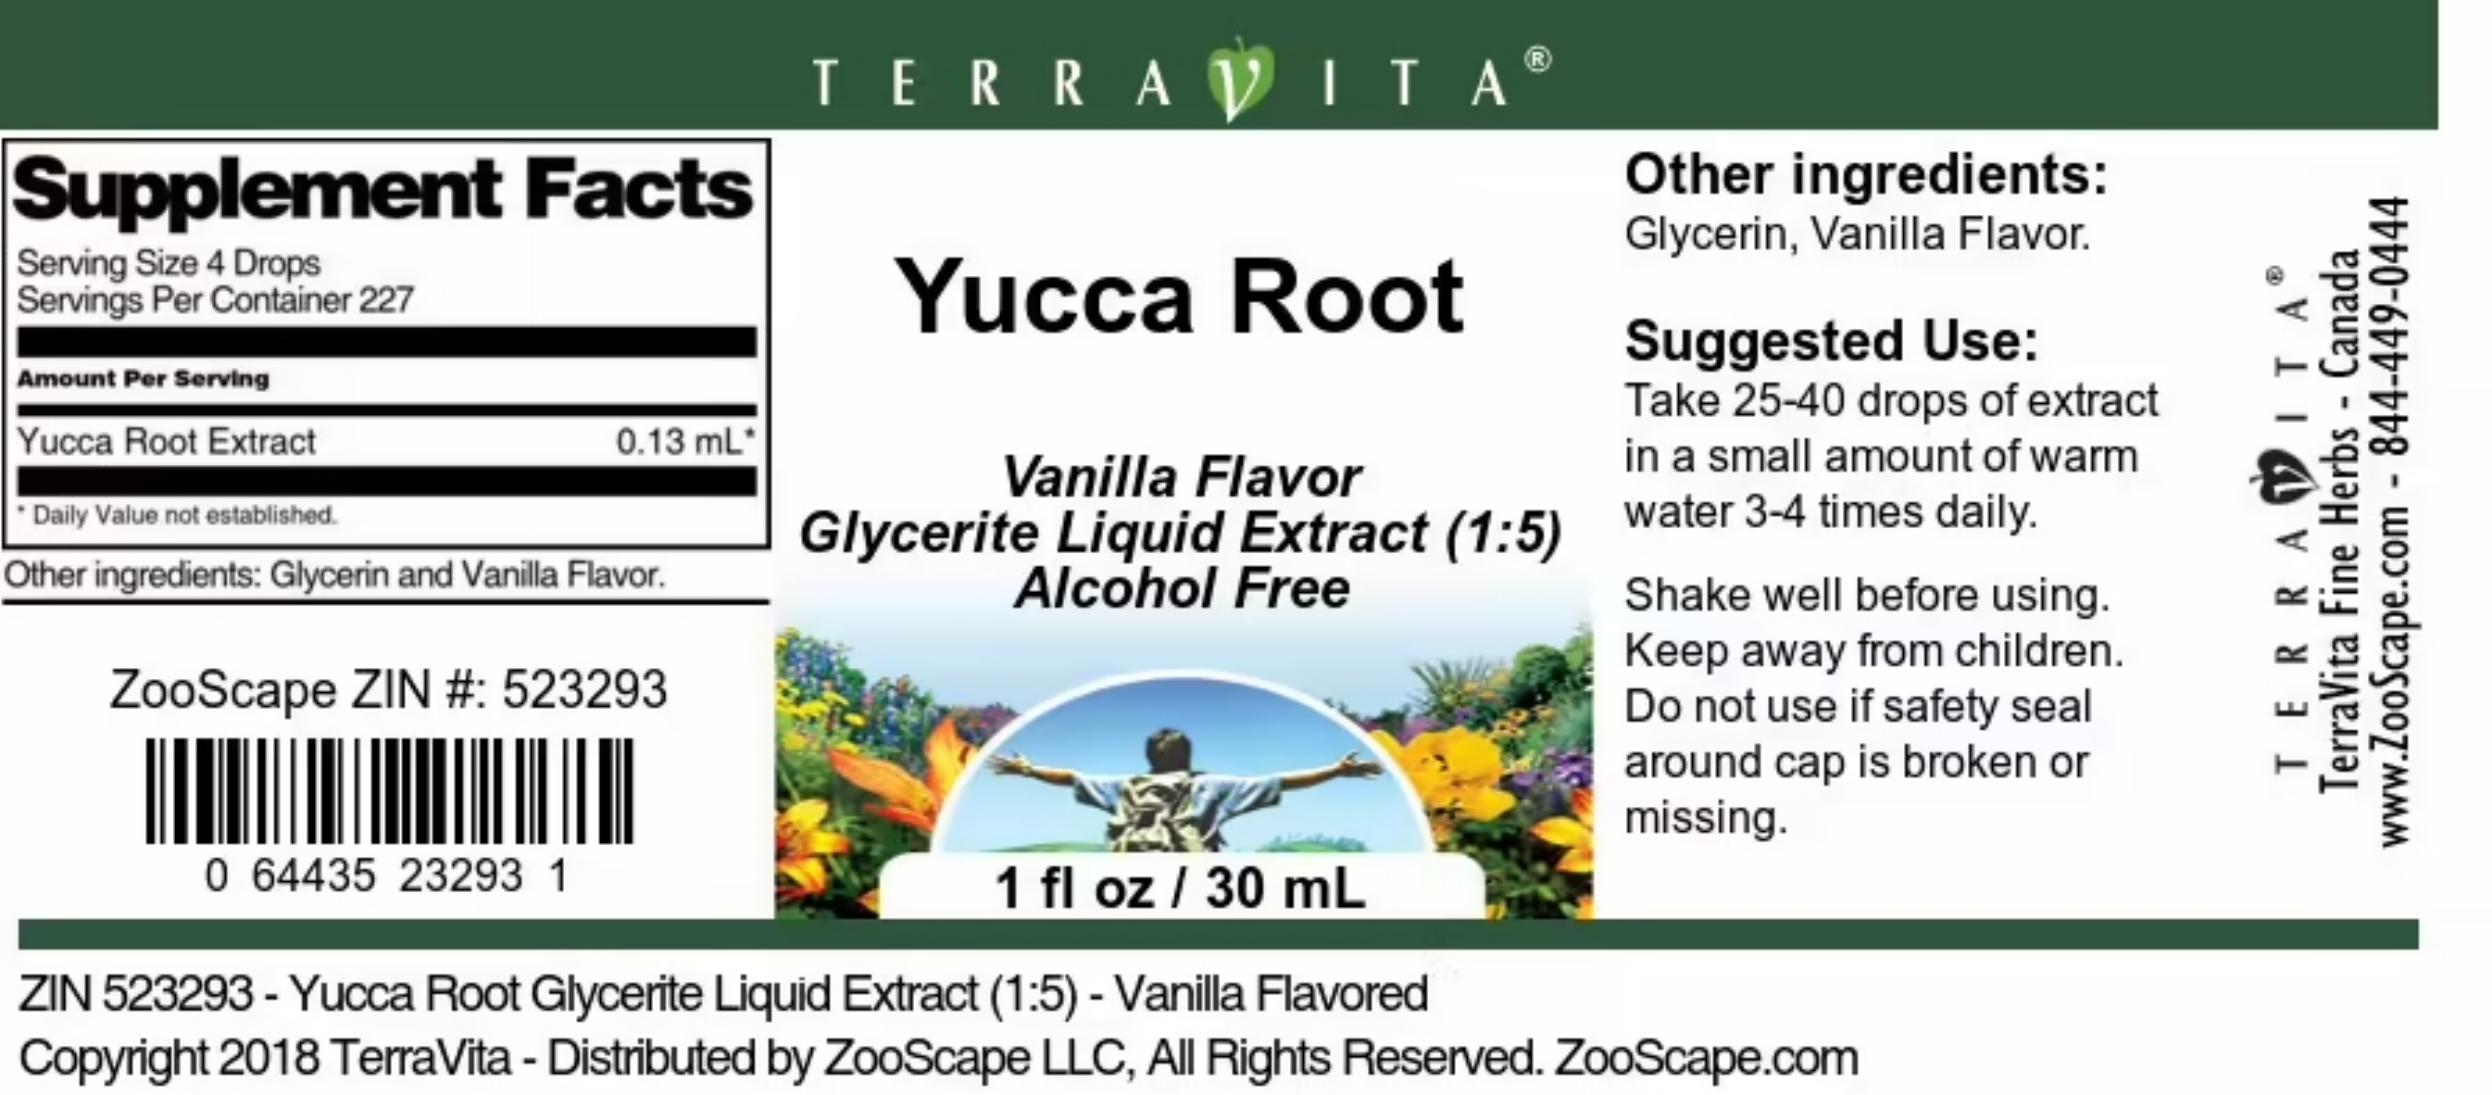 TERRAVITA®
Supplement Facts
Serving Size 4 Drops
Servings Per Container 227
Amount Per Serving
Yucca Root Extract 0.13 mL*
* Daily Value not established.
Other ingredients: Glycerin and Vanilla Flavor.
ZooScape ZIN #: 523293
0 64435 23293 1
Yucca Root
Vanilla Flavor
Glycerite Liquid Extract (1:5)
Alcohol Free
1 fl oz / 30 mL
Other ingredients:
Glycerin, Vanilla Flavor.
Suggested Use:
Take 25-40 drops of extract
in a small amount of warm
water 3-4 times daily.
Shake well before using.
Keep away from children.
Do not use if safety seal
around cap is broken or
missing.
TERRAVITA®
TerraVita Fine Herbs - Canada
www.ZooScape.com - 844-449-0444
ZIN 523293 - Yucca Root Glycerite Liquid Extract (1:5) - Vanilla Flavored
Copyright 2018 TerraVita - Distributed by ZooScape LLC, All Rights Reserved. ZooScape.com